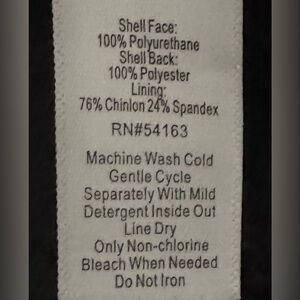 Shell Face:
100% Polyurethane
Shell Back:
100% Polyester
Lining:
76% Chinlon 24% Spandex
RN#54163
Machine Wash Cold
Gentle Cycle
Separately With Mild
Detergent Inside Out
Line Dry
Only Non-chlorine
Bleach When Needed
Do Not Iron